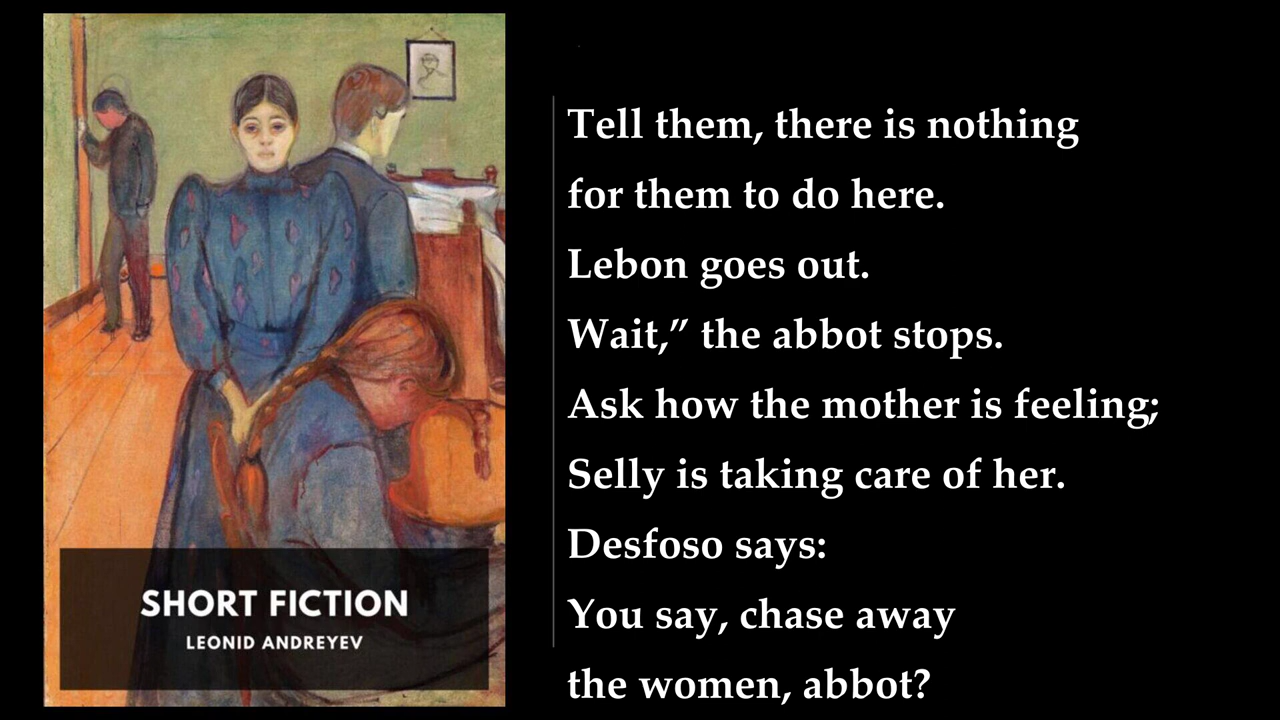 SHORT FICTION
LEONID ANDREYEV
Tell them, there is nothing
for them to do here.
Lebon goes out.
Wait,” the abbot stops.
Ask how the mother is feeling;
Selly is taking care of her.
Desfoso says:
You say, chase away
the women, abbot?